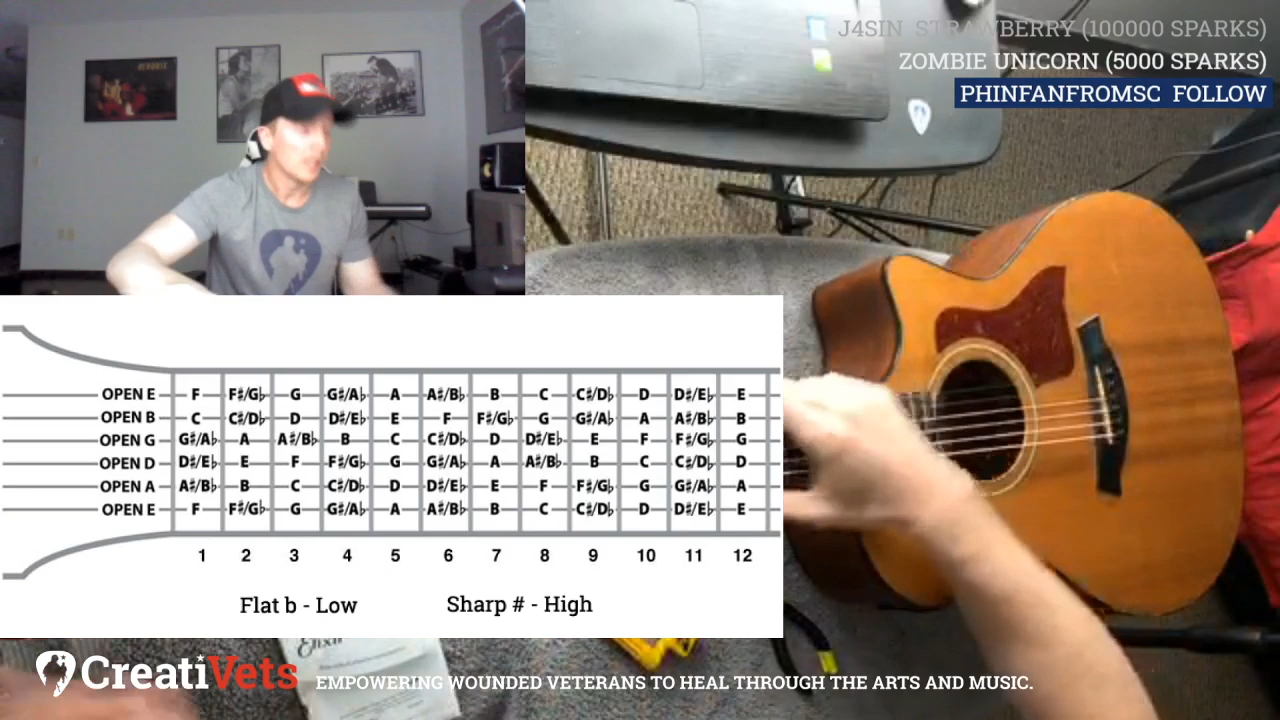 J4SIN STRAWBERRY (100000 SPARKS)
ZOMBIE UNICORN (5000 SPARKS)
PHINFANFROMSC FOLLOW
HENDRIX
OPEN E F F♯/G♭ G G♯/A♭ A A♯/B♭ B C C♯/D♭ D D♯/E♭ E
OPEN B C C♯/D♭ D D♯/E♭ E F F♯/G♭ G G♯/A♭ A A♯/B♭ B
OPEN G G♯/A♭ A A♯/B♭ B C C♯/D♭ D D♯/E♭ E F F♯/G♭ G
OPEN D D♯/E♭ E F F♯/G♭ G G♯/A♭ A A♯/B♭ B C C♯/D♭ D
OPEN A A♯/B♭ B C C♯/D♭ D D♯/E♭ E F F♯/G♭ G G♯/A♭ A
OPEN E F F♯/G♭ G G♯/A♭ A A♯/B♭ B C C♯/D♭ D D♯/E♭ E
1 2 3 4 5 6 7 8 9 10 11 12
Flat b - Low Sharp # - High
Elixir
CreatiVets EMPOWERING WOUNDED VETERANS TO HEAL THROUGH THE ARTS AND MUSIC.